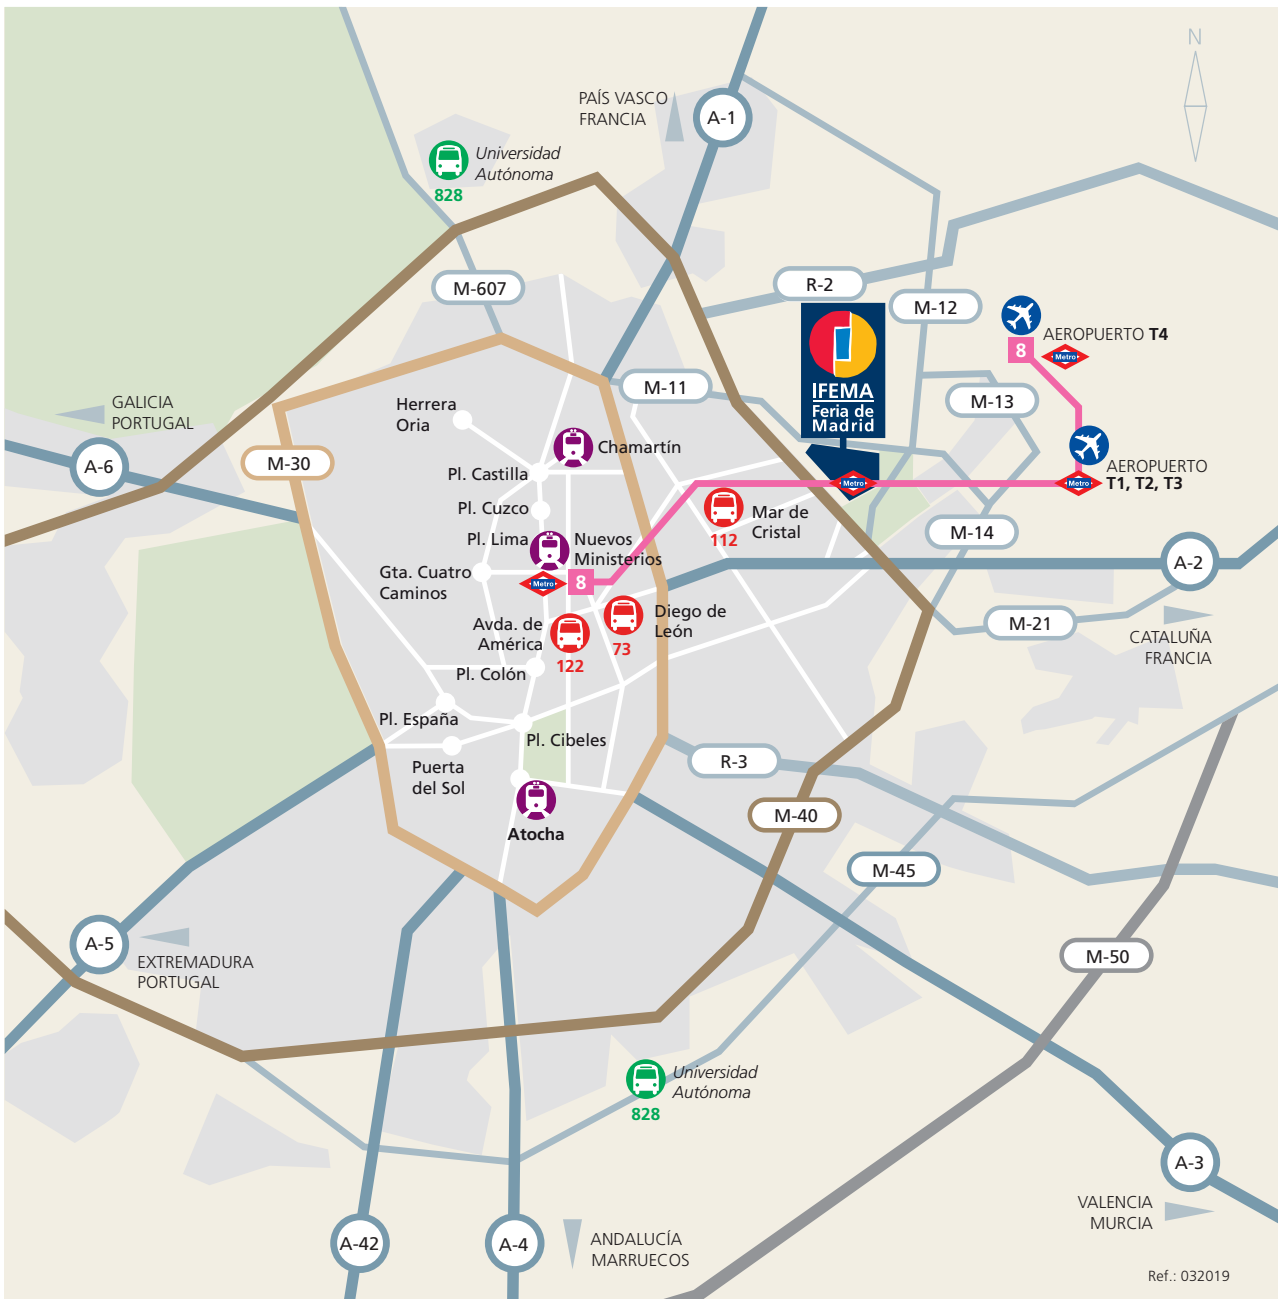 N
PAÍS VASCO
FRANCIA
A-1
Universidad
Autónoma
828
M-607
R-2
M-12
AEROPUERTO T4
8
Metro
IFEMA
Feria de
Madrid
M-11
M-13
GALICIA
PORTUGAL
A-6
M-30
Herrera
Oria
Chamartín
Pl. Castilla
AEROPUERTO
T1, T2, T3
Metro
Metro
Pl. Cuzco
Mar de
Cristal
112
M-14
Pl. Lima
Nuevos
Ministerios
Gta. Cuatro
Caminos
Metro
8
A-2
Avda. de
América
122
Diego de
León
73
M-21
CATALUÑA
FRANCIA
Pl. Colón
Pl. España
Pl. Cibeles
Puerta
del Sol
R-3
Atocha
M-40
M-45
A-5
EXTREMADURA
PORTUGAL
M-50
Universidad
Autónoma
828
A-3
VALENCIA
MURCIA
A-42
A-4
ANDALUCÍA
MARRUECOS
Ref.: 032019